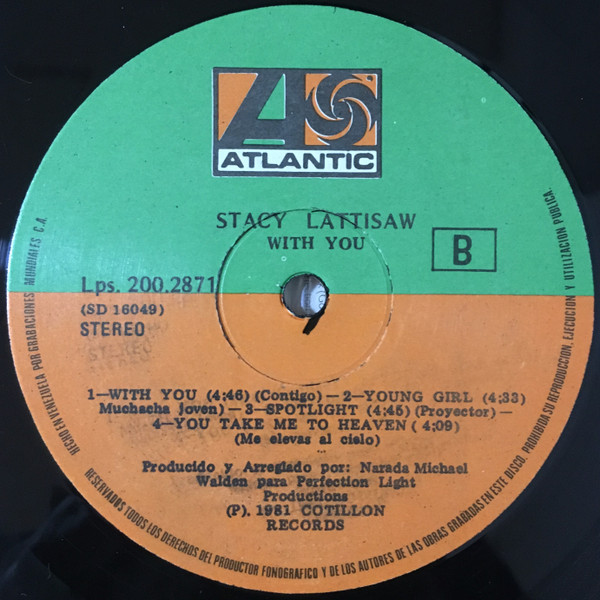 ATLANTIC
STACY LATTISAW
WITH YOU
B
Lps. 200.2871
(SD 16049)
STEREO
1—WITH YOU (4:46) (Contigo) — 2—YOUNG GIRL (4:33)
Muchacha joven) — 3—SPOTLIGHT (4:45) (Proyector) —
4—YOU TAKE ME TO HEAVEN ( 4:09)
(Me elevas al cielo)
Producido y Arreglado por: Narada Michael
Walden para Perfection Light
Productions
(P). 1981 COTILLON
RECORDS
HECHO EN VENEZUELA POR GRABACIONES MUNDIALES C.A.
RESERVADOS TODOS LOS DERECHOS DEL PRODUCTOR FONOGRAFICO Y DE LOS AUTORES DE LAS OBRAS GRABADAS EN ESTE DISCO. PROHIBIDA SU REPRODUCCION, EJECUCION Y UTILIZACION PUBLICA.